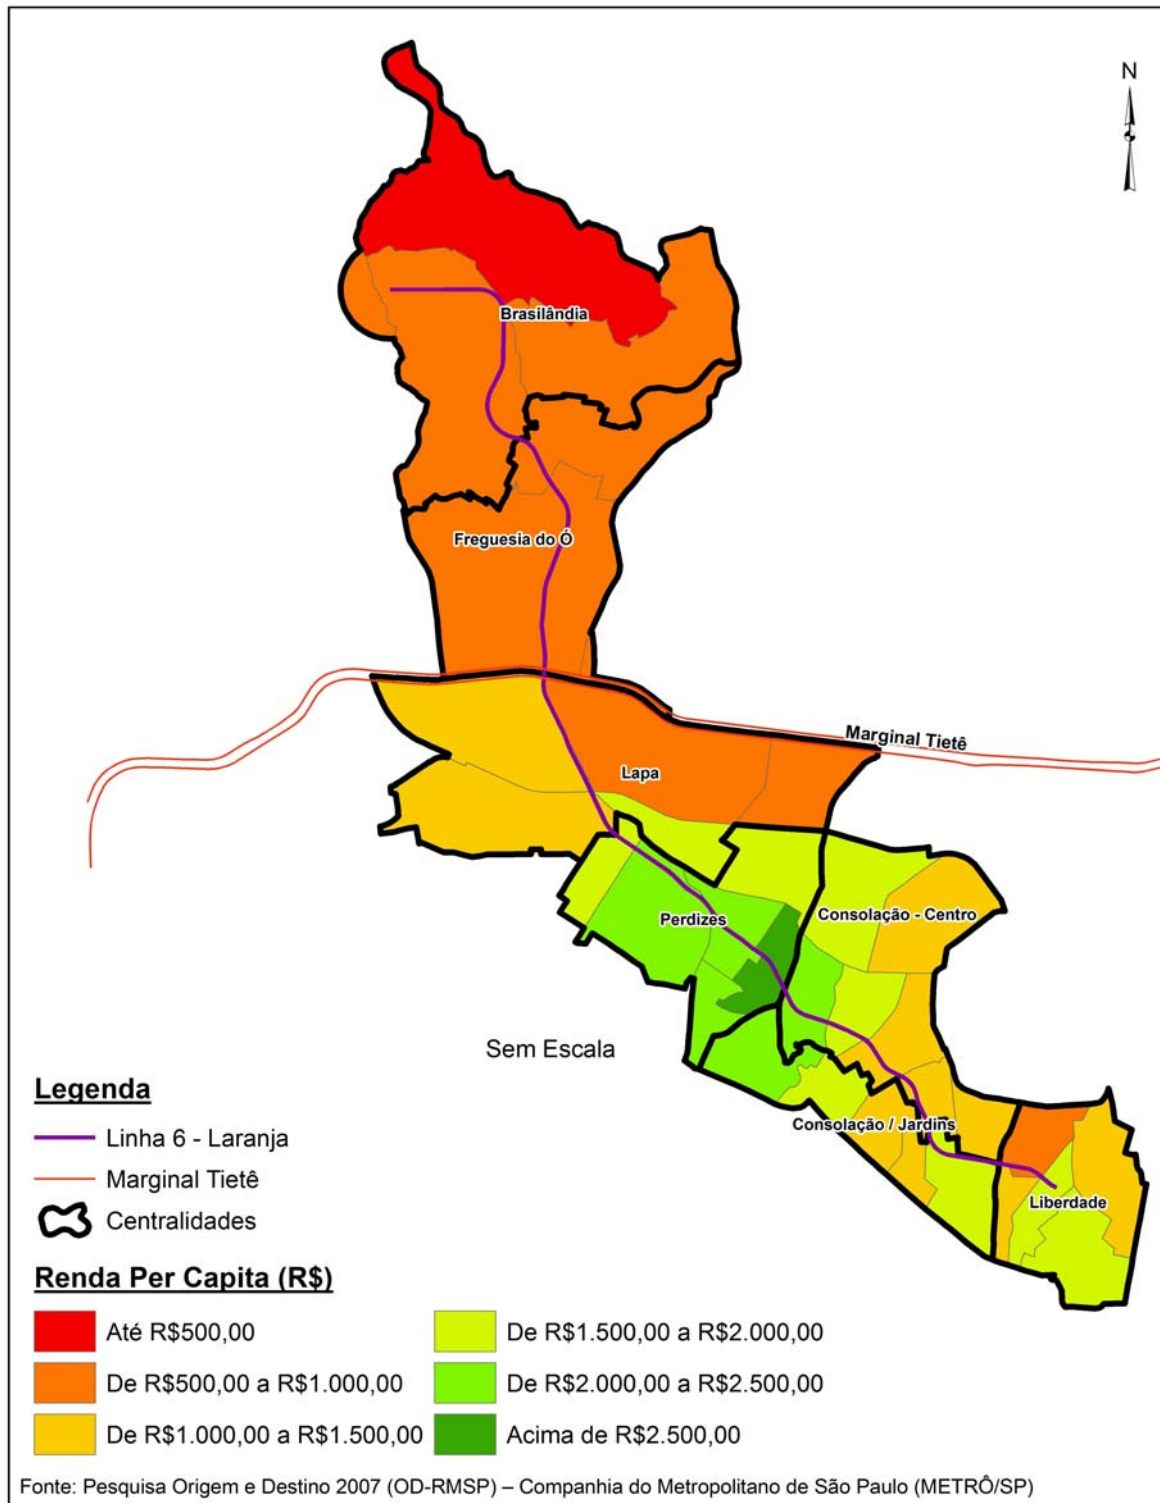 N
Brasilândia
Freguesia do Ó
Marginal Tietê
Lapa
Perdizes
Consolação - Centro
Sem Escala
Consolação / Jardins
Liberdade
Legenda
Linha 6 - Laranja
Marginal Tietê
Centralidades
Renda Per Capita (R$)
Até R$500,00
De R$500,00 a R$1.000,00
De R$1.000,00 a R$1.500,00
De R$1.500,00 a R$2.000,00
De R$2.000,00 a R$2.500,00
Acima de R$2.500,00
Fonte: Pesquisa Origem e Destino 2007 (OD-RMSP) – Companhia do Metropolitano de São Paulo (METRÔ/SP)